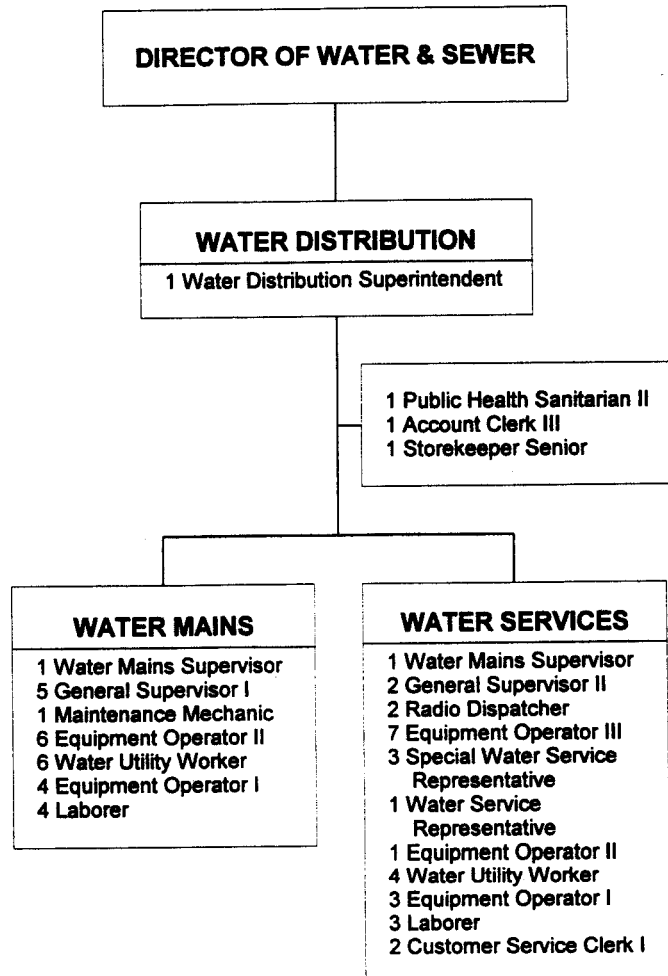 DIRECTOR OF WATER & SEWER
WATER DISTRIBUTION
1 Water Distribution Superintendent
1 Public Health Sanitarian II
1 Account Clerk III
1 Storekeeper Senior
WATER MAINS
1 Water Mains Supervisor
5 General Supervisor I
1 Maintenance Mechanic
6 Equipment Operator II
6 Water Utility Worker
4 Equipment Operator I
4 Laborer
WATER SERVICES
1 Water Mains Supervisor
2 General Supervisor II
2 Radio Dispatcher
7 Equipment Operator III
3 Special Water Service
Representative
1 Water Service
Representative
1 Equipment Operator II
4 Water Utility Worker
3 Equipment Operator I
3 Laborer
2 Customer Service Clerk I